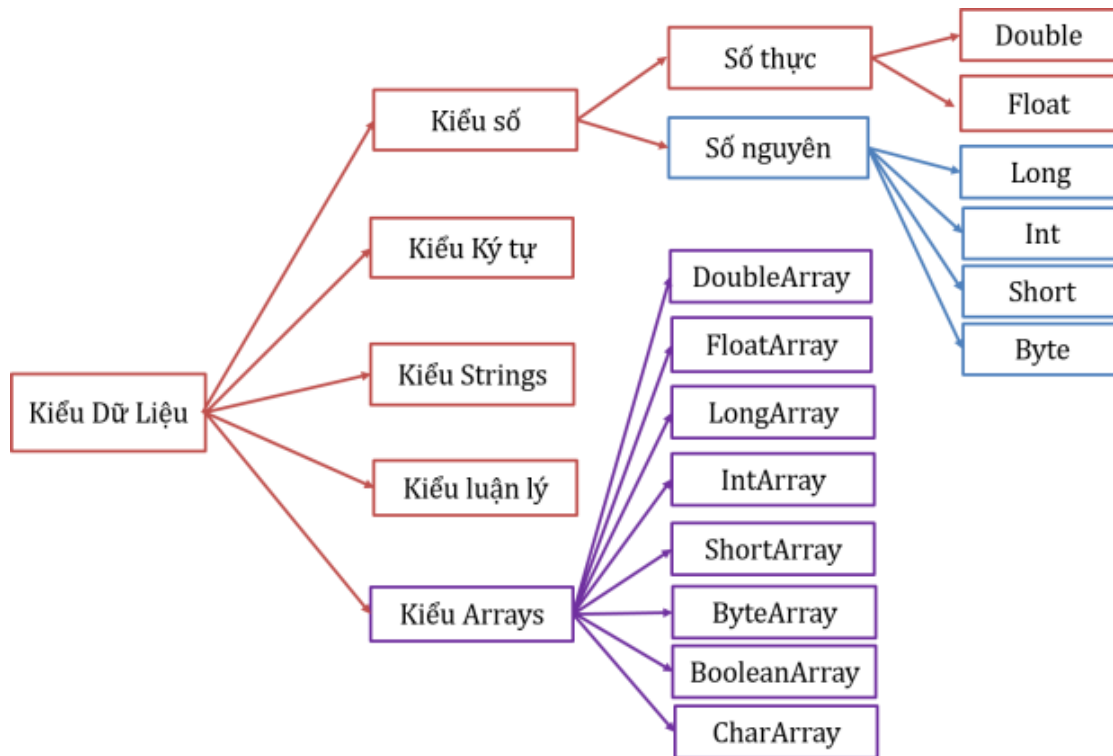 Kiểu Dữ Liệu
Kiểu số
Số thực
Double
Float
Số nguyên
Long
Int
Short
Byte
Kiểu Ký tự
Kiểu Strings
Kiểu luận lý
Kiểu Arrays
DoubleArray
FloatArray
LongArray
IntArray
ShortArray
ByteArray
BooleanArray
CharArray